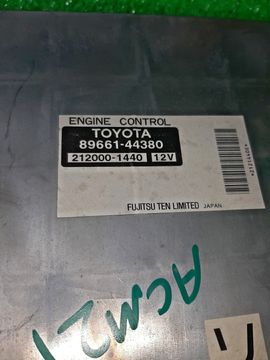 ENGINE CONTROL
TOYOTA
89661-44380
212000-1440 12V
FUJITSU TEN LIMITED JAPAN
ACM21